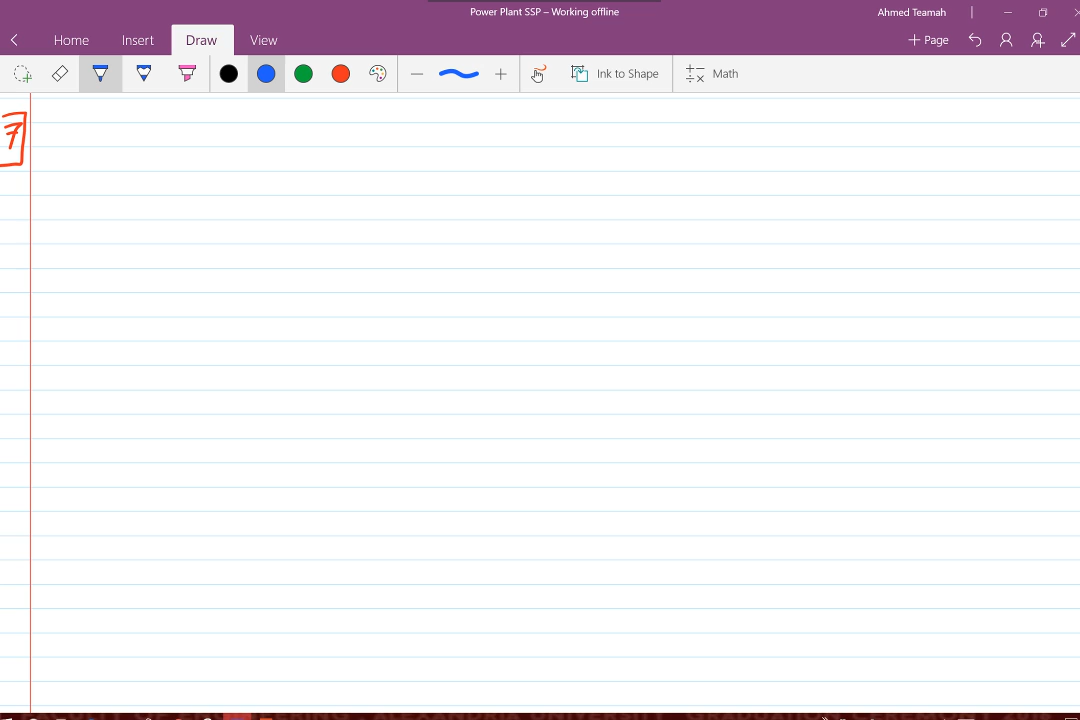 Power Plant SSP – Working offline
Ahmed Teamah
Home Insert Draw View
Page
Ink to Shape Math
7